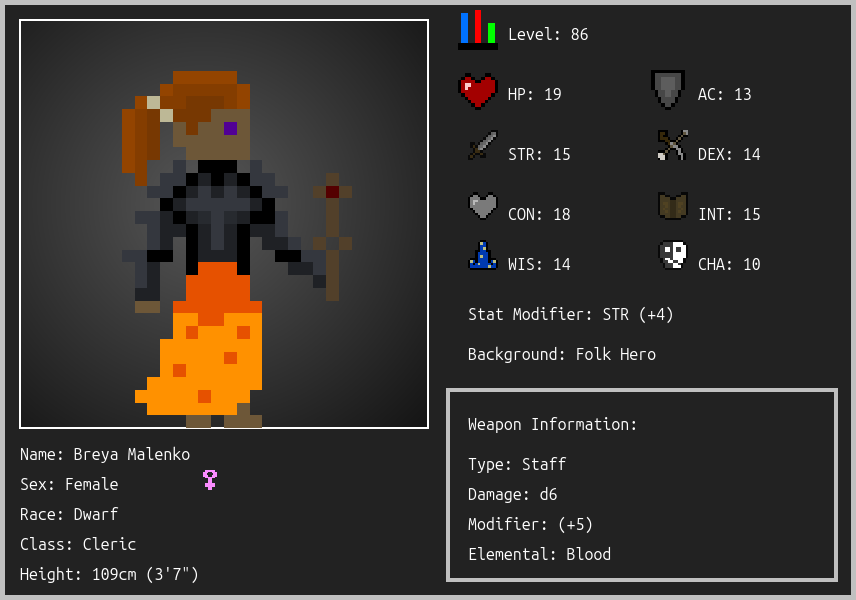 Level: 86
HP: 19
AC: 13
STR: 15
DEX: 14
CON: 18
INT: 15
WIS: 14
CHA: 10
Stat Modifier: STR (+4)
Background: Folk Hero
Weapon Information:
Type: Staff
Damage: d6
Modifier: (+5)
Elemental: Blood
Name: Breya Malenko
Sex: Female
Race: Dwarf
Class: Cleric
Height: 109cm (3'7")